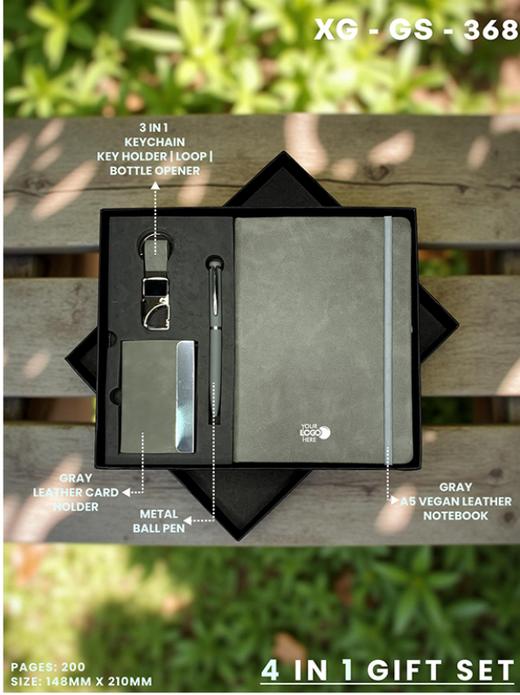 XG - GS - 368
3 IN 1
KEYCHAIN
KEY HOLDER | LOOP |
BOTTLE OPENER
YOUR
LOGO
HERE
GRAY
LEATHER CARD
HOLDER
METAL
BALL PEN
GRAY
A5 VEGAN LEATHER
NOTEBOOK
PAGES: 200
SIZE: 148MM X 210MM
4 IN 1 GIFT SET